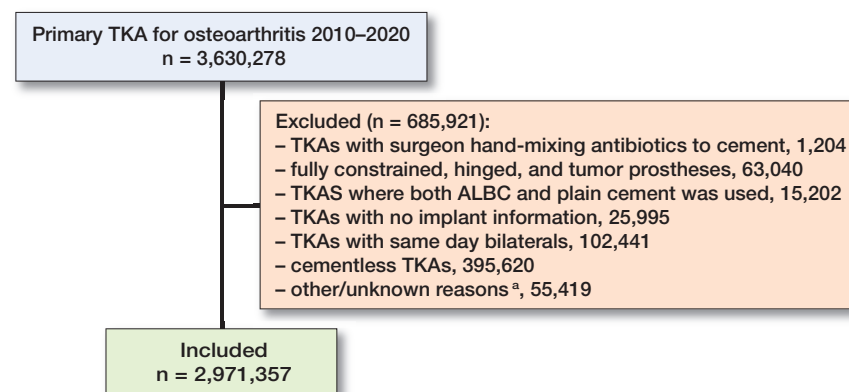 Primary TKA for osteoarthritis 2010–2020
n = 3,630,278
Excluded (n = 685,921):
– TKAs with surgeon hand-mixing antibiotics to cement, 1,204
– fully constrained, hinged, and tumor prostheses, 63,040
– TKAS where both ALBC and plain cement was used, 15,202
– TKAs with no implant information, 25,995
– TKAs with same day bilaterals, 102,441
– cementless TKAs, 395,620
– other/unknown reasons ᵃ, 55,419
Included
n = 2,971,357